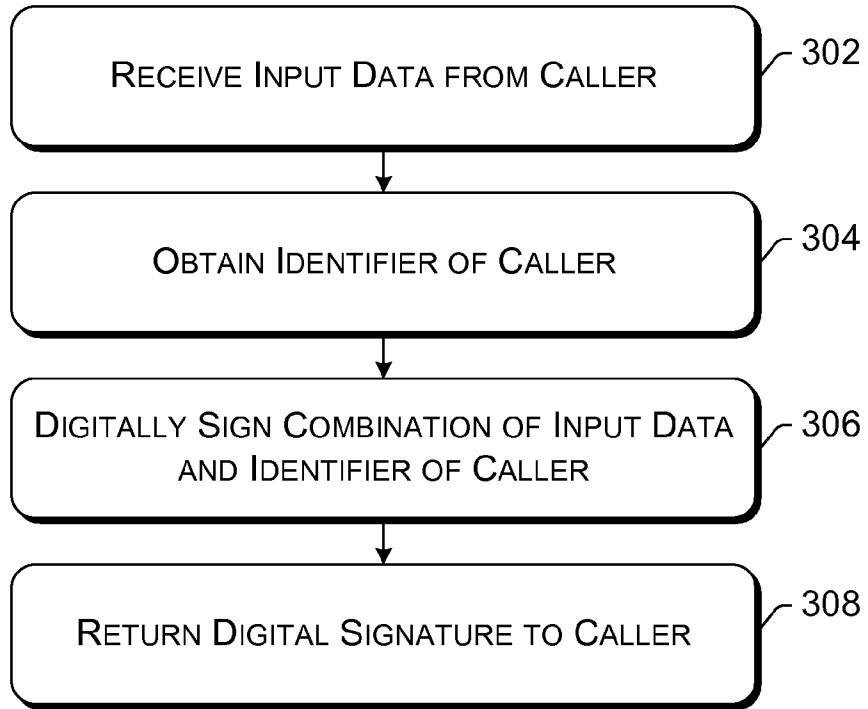 RECEIVE INPUT DATA FROM CALLER
302
OBTAIN IDENTIFIER OF CALLER
304
DIGITALLY SIGN COMBINATION OF INPUT DATA
AND IDENTIFIER OF CALLER
306
RETURN DIGITAL SIGNATURE TO CALLER
308